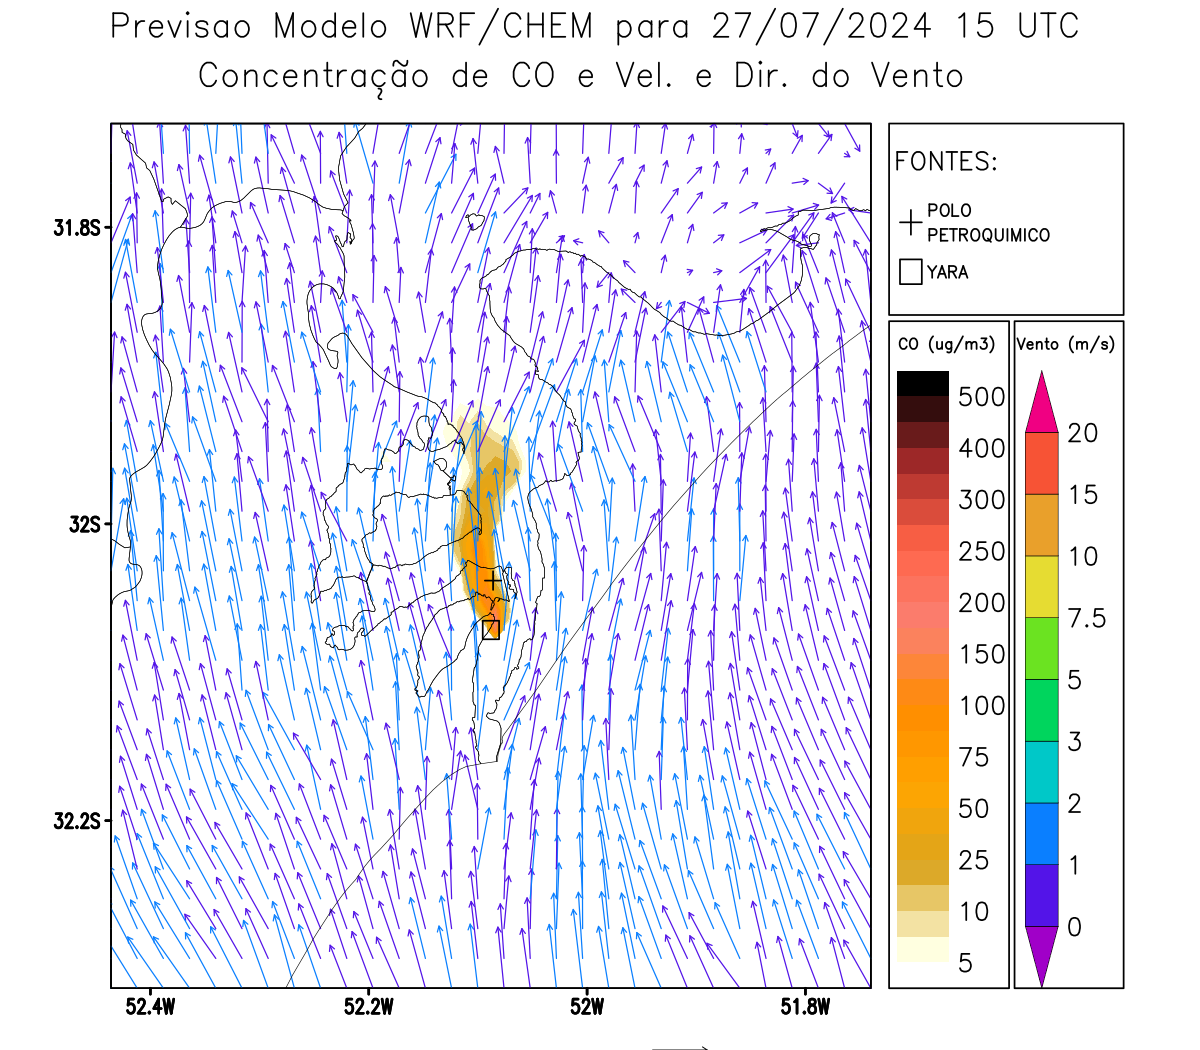 Previsao Modelo WRF/CHEM para 27/07/2024 15 UTC
Concentração de CO e Vel. e Dir. do Vento
FONTES:
POLO
PETROQUIMICO
YARA
CO (ug/m3)
500
400
300
250
200
150
100
75
50
25
10
5
Vento (m/s)
20
15
10
7.5
5
3
2
1
0
31.8S
32S
32.2S
52.4W
52.2W
52W
51.8W